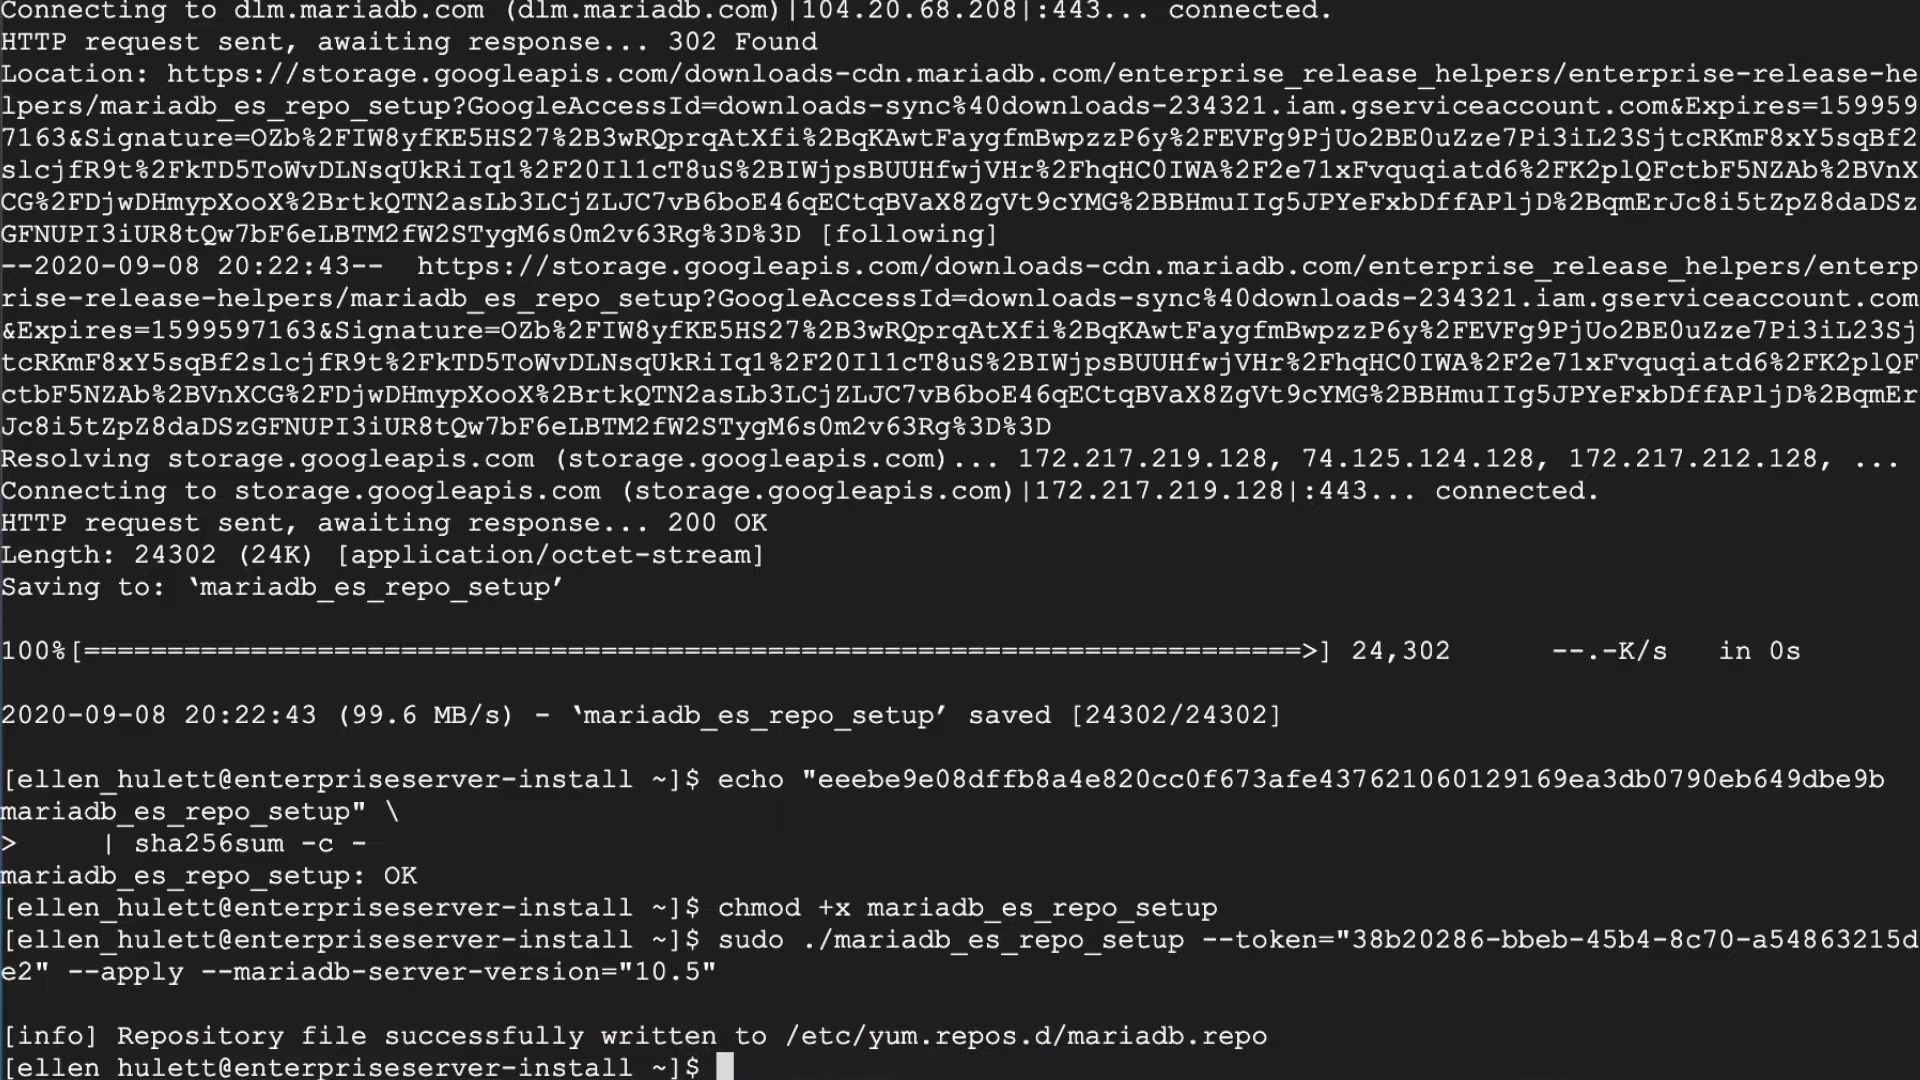 Connecting to dlm.mariadb.com (dlm.mariadb.com)|104.20.68.208|:443... connected.
HTTP request sent, awaiting response... 302 Found
Location: https://storage.googleapis.com/downloads-cdn.mariadb.com/enterprise_release_helpers/enterprise-release-he
lpers/mariadb_es_repo_setup?GoogleAccessId=downloads-sync%40downloads-234321.iam.gserviceaccount.com&Expires=159959
7163&Signature=OZb%2FIW8yfKE5HS27%2B3wRQprqAtXfi%2BqKAwtFaygfmBwpzzP6y%2FEVFg9PjUo2BE0uZze7Pi3iL23SjtcRKmF8xY5sqBf2
slcjfR9t%2FkTD5ToWvDLNsqUkRiIq1%2F20Il1cT8uS%2BIWjpsBUUHfwjVHr%2FhqHC0IWA%2F2e71xFvquqiatd6%2FK2plQFctbF5NZAb%2BVnX
CG%2FDjwDHmypXooX%2BrtkQTN2asLb3LCjZLJC7vB6boE46qECtqBVaX8ZgVt9cYMG%2BBHmuIIg5JPYeFxbDffAPljD%2BqmErJc8i5tZpZ8daDSz
GFNUPI3iUR8tQw7bF6eLBTM2fW2STygM6s0m2v63Rg%3D%3D [following]
--2020-09-08 20:22:43--  https://storage.googleapis.com/downloads-cdn.mariadb.com/enterprise_release_helpers/enterp
rise-release-helpers/mariadb_es_repo_setup?GoogleAccessId=downloads-sync%40downloads-234321.iam.gserviceaccount.com
&Expires=1599597163&Signature=OZb%2FIW8yfKE5HS27%2B3wRQprqAtXfi%2BqKAwtFaygfmBwpzzP6y%2FEVFg9PjUo2BE0uZze7Pi3iL23Sj
tcRKmF8xY5sqBf2slcjfR9t%2FkTD5ToWvDLNsqUkRiIq1%2F20Il1cT8uS%2BIWjpsBUUHfwjVHr%2FhqHC0IWA%2F2e71xFvquqiatd6%2FK2plQF
ctbF5NZAb%2BVnXCG%2FDjwDHmypXooX%2BrtkQTN2asLb3LCjZLJC7vB6boE46qECtqBVaX8ZgVt9cYMG%2BBHmuIIg5JPYeFxbDffAPljD%2BqmEr
Jc8i5tZpZ8daDSzGFNUPI3iUR8tQw7bF6eLBTM2fW2STygM6s0m2v63Rg%3D%3D
Resolving storage.googleapis.com (storage.googleapis.com)... 172.217.219.128, 74.125.124.128, 172.217.212.128, ...
Connecting to storage.googleapis.com (storage.googleapis.com)|172.217.219.128|:443... connected.
HTTP request sent, awaiting response... 200 OK
Length: 24302 (24K) [application/octet-stream]
Saving to: ‘mariadb_es_repo_setup’
100%[=========================================================================>] 24,302      --.-K/s   in 0s
2020-09-08 20:22:43 (99.6 MB/s) - ‘mariadb_es_repo_setup’ saved [24302/24302]
[ellen_hulett@enterpriseserver-install ~]$ echo "eeebe9e08dffb8a4e820cc0f673afe437621060129169ea3db0790eb649dbe9b
mariadb_es_repo_setup" \
>     | sha256sum -c -
mariadb_es_repo_setup: OK
[ellen_hulett@enterpriseserver-install ~]$ chmod +x mariadb_es_repo_setup
[ellen_hulett@enterpriseserver-install ~]$ sudo ./mariadb_es_repo_setup --token="38b20286-bbeb-45b4-8c70-a54863215d
e2" --apply --mariadb-server-version="10.5"
[info] Repository file successfully written to /etc/yum.repos.d/mariadb.repo
[ellen_hulett@enterpriseserver-install ~]$